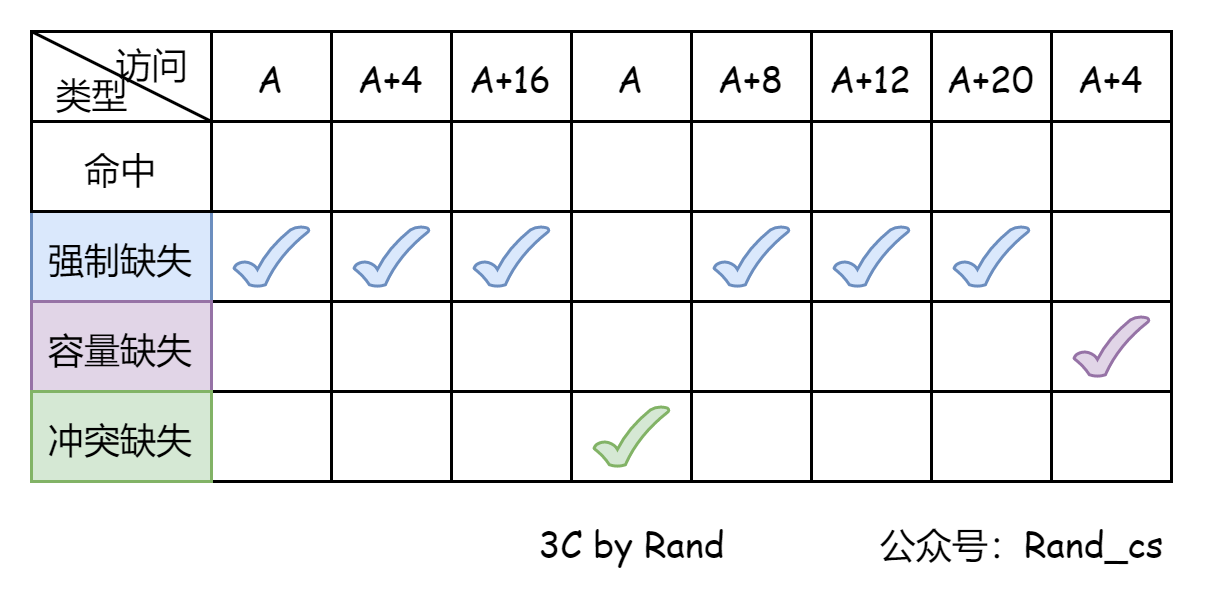 访问
类型 A A+4 A+16 A A+8 A+12 A+20 A+4
命中
强制缺失
容量缺失
冲突缺失
3C by Rand 公众号：Rand_cs